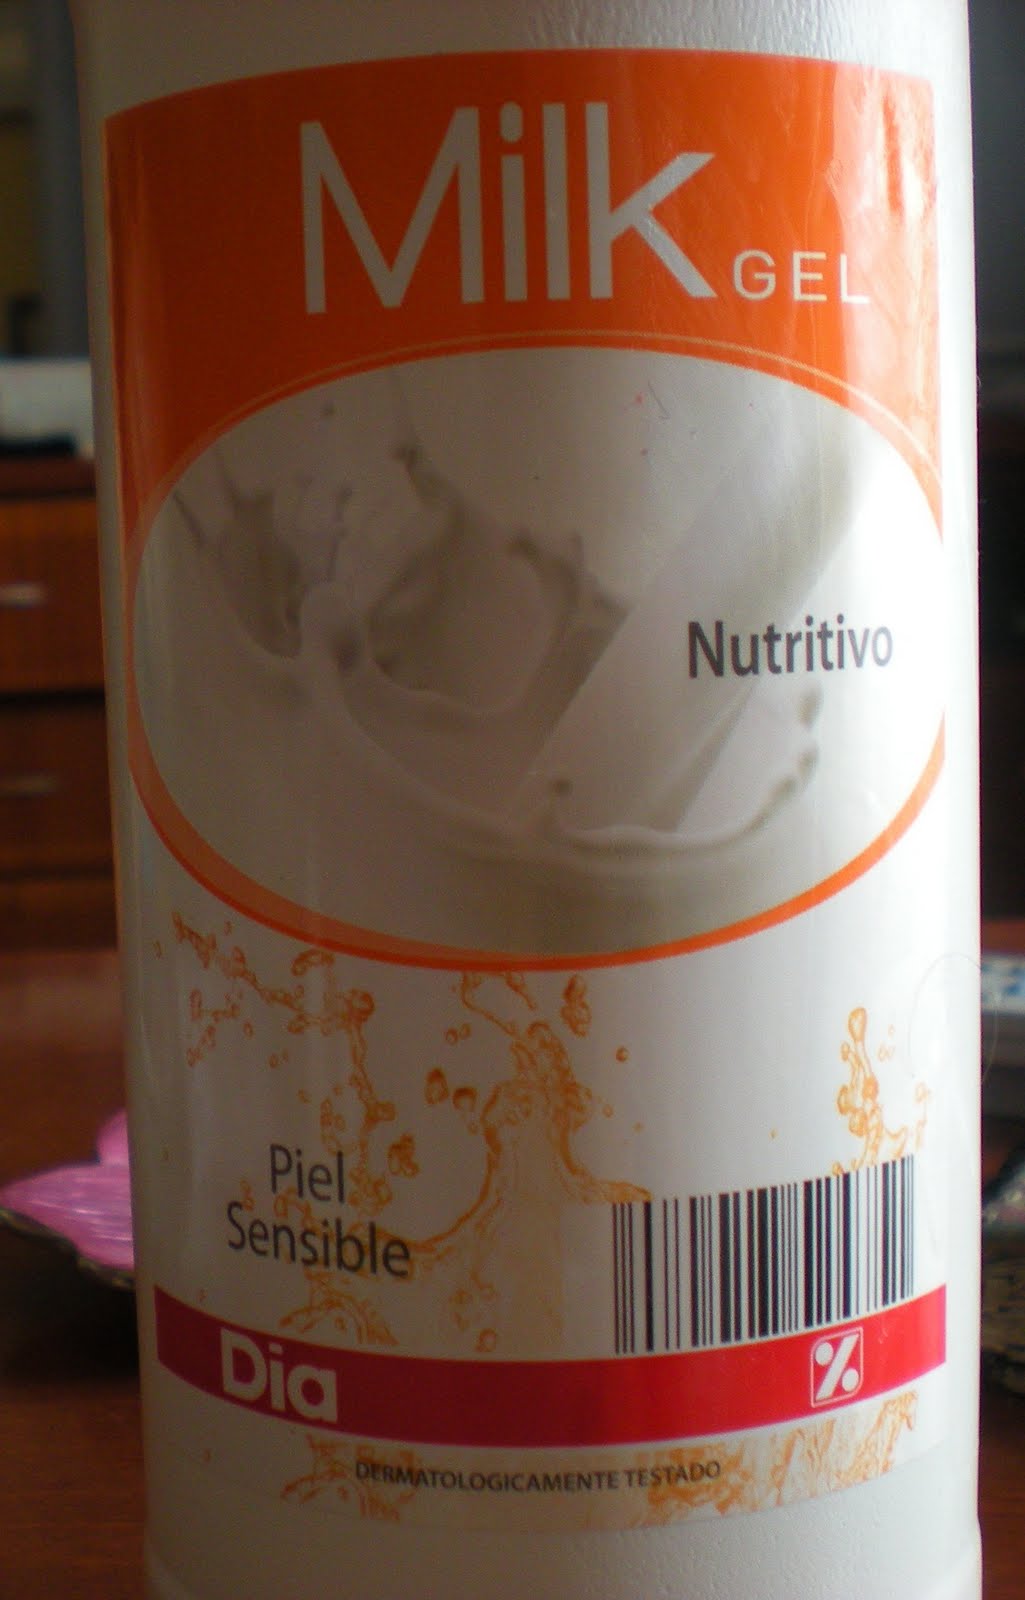 Milk GEL
Nutritivo
Piel
Sensible
Dia %
DERMATOLOGICAMENTE TESTADO